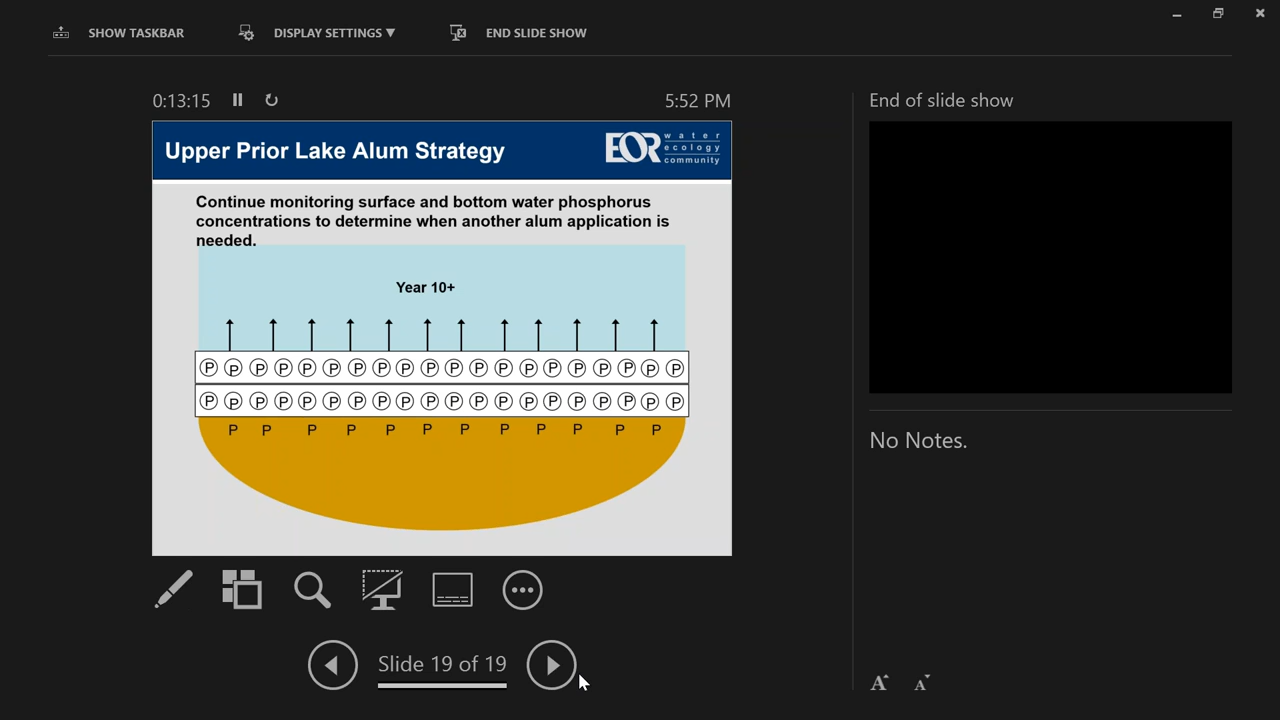 SHOW TASKBAR
DISPLAY SETTINGS ▼
END SLIDE SHOW
0:13:15
5:52 PM
End of slide show
Upper Prior Lake Alum Strategy
EOR
water
ecology
community
Continue monitoring surface and bottom water phosphorus
concentrations to determine when another alum application is
needed.
Year 10+
P P P P P P P P P P P P P P P P P P P P
P P P P P P P P P P P P P P P P P P P P
P P P P P P P P P P P P
No Notes.
Slide 19 of 19
A A